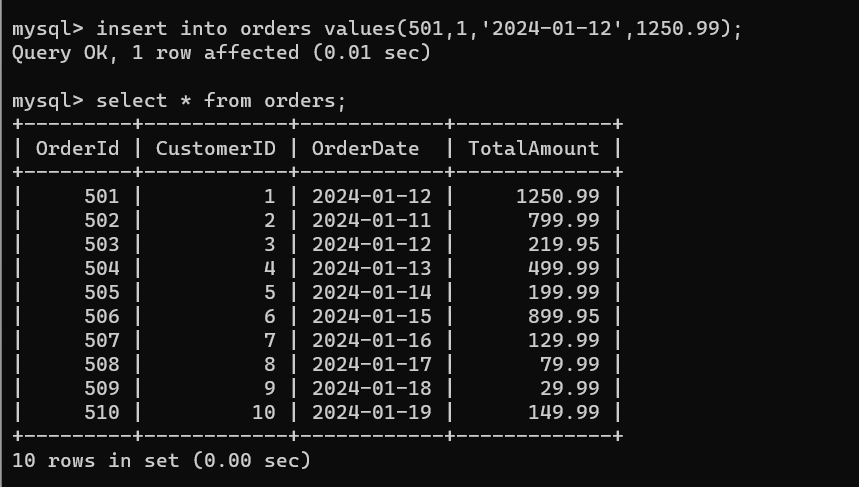 mysql> insert into orders values(501,1,'2024-01-12',1250.99);
Query OK, 1 row affected (0.01 sec)

mysql> select * from orders;
+---------+------------+------------+-------------+
| OrderId | CustomerID | OrderDate  | TotalAmount |
+---------+------------+------------+-------------+
|     501 |          1 | 2024-01-12 |     1250.99 |
|     502 |          2 | 2024-01-11 |      799.99 |
|     503 |          3 | 2024-01-12 |      219.95 |
|     504 |          4 | 2024-01-13 |      499.99 |
|     505 |          5 | 2024-01-14 |      199.99 |
|     506 |          6 | 2024-01-15 |      899.95 |
|     507 |          7 | 2024-01-16 |      129.99 |
|     508 |          8 | 2024-01-17 |       79.99 |
|     509 |          9 | 2024-01-18 |       29.99 |
|     510 |         10 | 2024-01-19 |      149.99 |
+---------+------------+------------+-------------+
10 rows in set (0.00 sec)